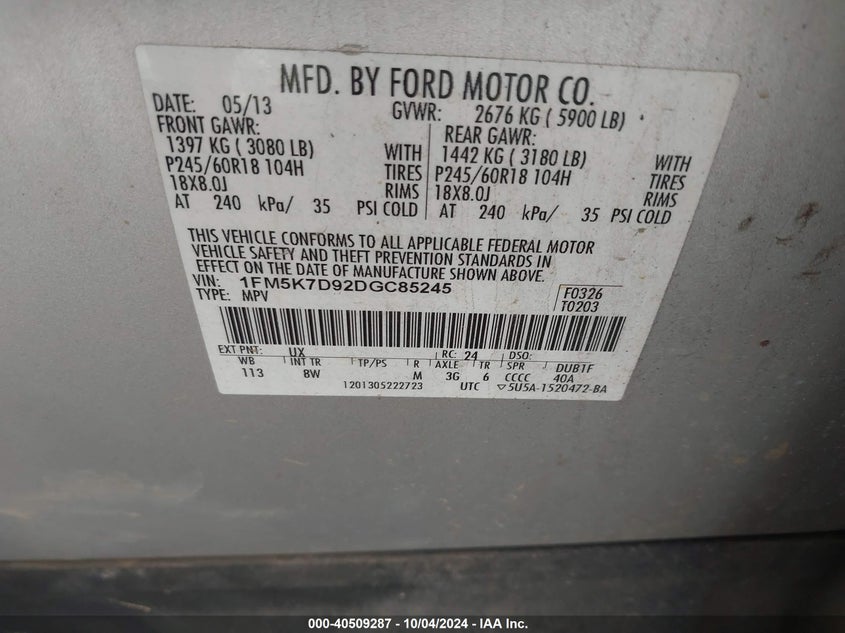 MFD. BY FORD MOTOR CO.
DATE: 05/13 GVWR: 2676 KG ( 5900 LB)
FRONT GAWR: REAR GAWR:
1397 KG ( 3080 LB) WITH 1442 KG ( 3180 LB) WITH
P245/60R18 104H TIRES P245/60R18 104H TIRES
18X8.0J RIMS 18X8.0J RIMS
AT 240 kPa/ 35 PSI COLD AT 240 kPa/ 35 PSI COLD
THIS VEHICLE CONFORMS TO ALL APPLICABLE FEDERAL MOTOR
VEHICLE SAFETY AND THEFT PREVENTION STANDARDS IN
EFFECT ON THE DATE OF MANUFACTURE SHOWN ABOVE.
VIN: 1FM5K7D92DGC85245 F0326
TYPE: MPV T0203
EXT PNT: UX RC: 24 DSO:
WB INT TR TP/PS R AXLE TR SPR DUB1F
113 8W M 3G 6 CCCC 40A
1201305222723 UTC ▽5U5A-1520472-BA
000-40509287 - 10/04/2024 - IAA Inc.